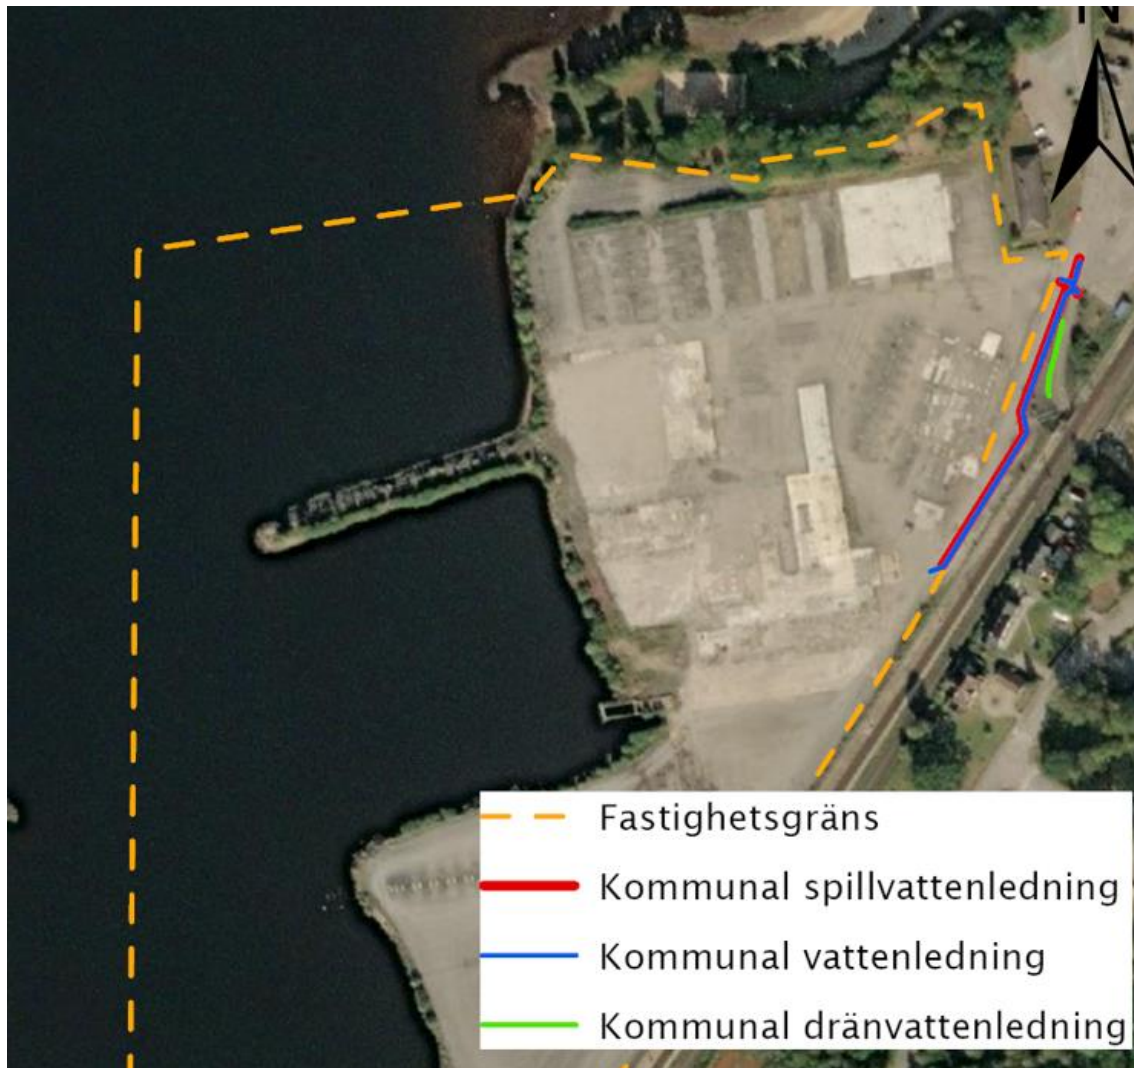 N
Fastighetsgräns
Kommunal spillvattenledning
Kommunal vattenledning
Kommunal dränvattenledning